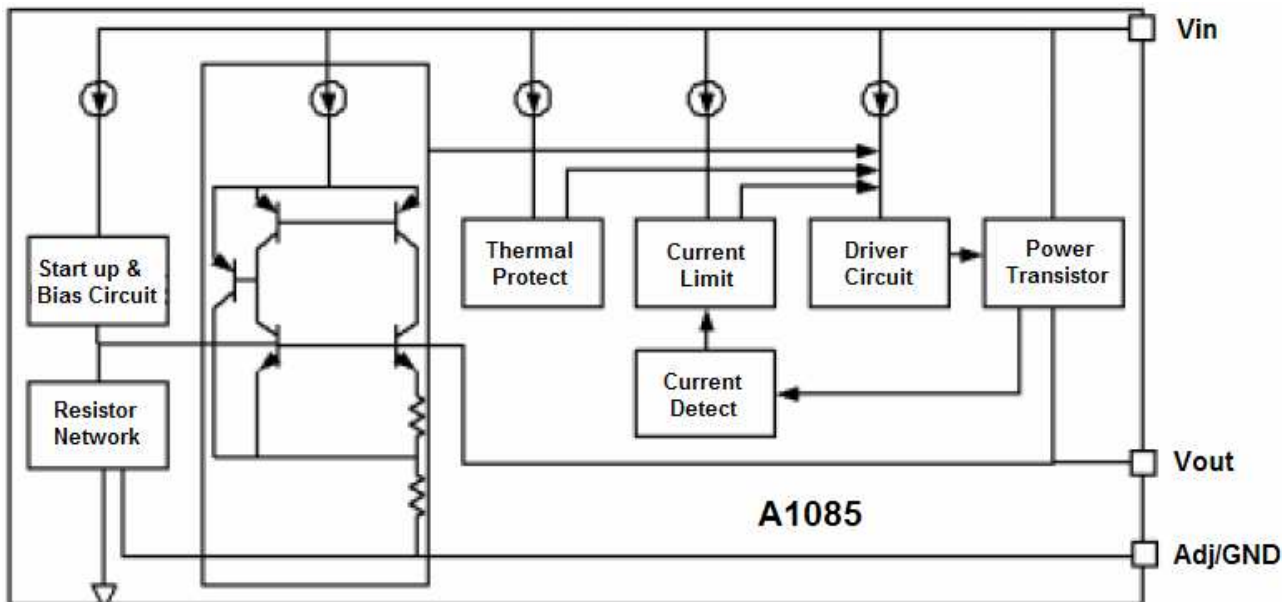 Vin
Start up &
Bias Circuit
Thermal
Protect
Current
Limit
Driver
Circuit
Power
Transistor
Resistor
Network
Current
Detect
Vout
A1085
Adj/GND